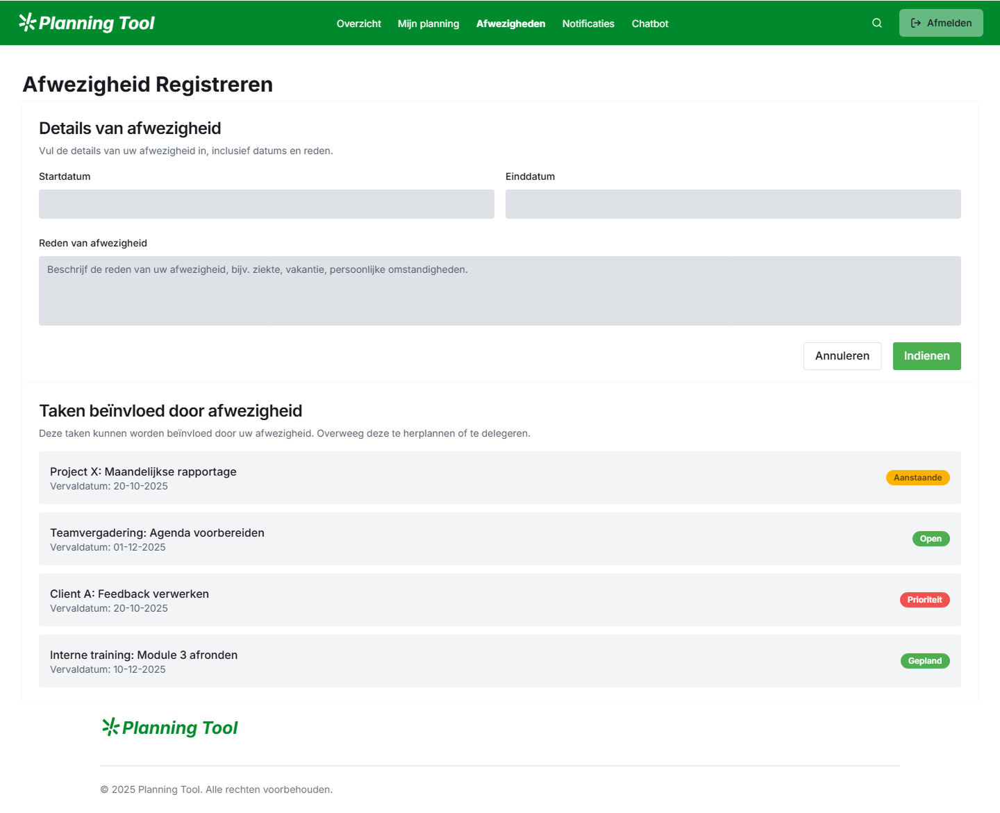 Planning Tool
Overzicht Mijn planning Afwezigheden Notificaties Chatbot
Afmelden
Afwezigheid Registreren
Details van afwezigheid
Vul de details van uw afwezigheid in, inclusief datums en reden.
Startdatum Einddatum
Reden van afwezigheid
Beschrijf de reden van uw afwezigheid, bijv. ziekte, vakantie, persoonlijke omstandigheden.
Annuleren Indienen
Taken beïnvloed door afwezigheid
Deze taken kunnen worden beïnvloed door uw afwezigheid. Overweeg deze te herplannen of te delegeren.
Project X: Maandelijkse rapportage
Vervaldatum: 20-10-2025
Aanstaande
Teamvergadering: Agenda voorbereiden
Vervaldatum: 01-12-2025
Open
Client A: Feedback verwerken
Vervaldatum: 20-10-2025
Prioriteit
Interne training: Module 3 afronden
Vervaldatum: 10-12-2025
Gepland
Planning Tool
© 2025 Planning Tool. Alle rechten voorbehouden.